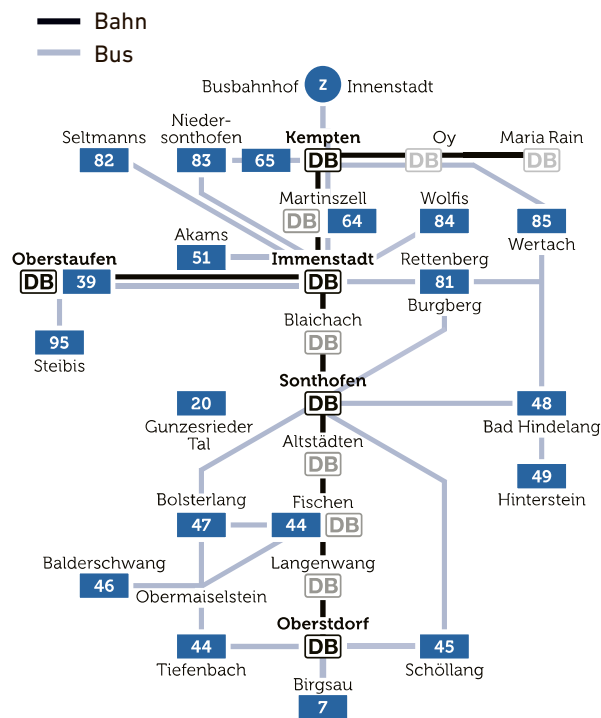 Bahn
Bus
Busbahnhof Z Innenstadt
Seltmanns
82
Nieder-
sonthofen
83
65
Kempten
DB
Oy
DB
Maria Rain
DB
Martinszell
DB 64
Wolfis
84
85
Wertach
Akams
51
Oberstaufen
DB 39
Immenstadt
DB
Rettenberg
81
Burgberg
95
Steibis
Blaichach
DB
Sonthofen
DB
20
Gunzesrieder
Tal
48
Bad Hindelang
Altstädten
DB
49
Hinterstein
Bolsterlang
47
Fischen
44 DB
Balderschwang
46
Obermaiselstein
Langenwang
DB
44
Tiefenbach
Oberstdorf
DB
45
Schöllang
Birgsau
7